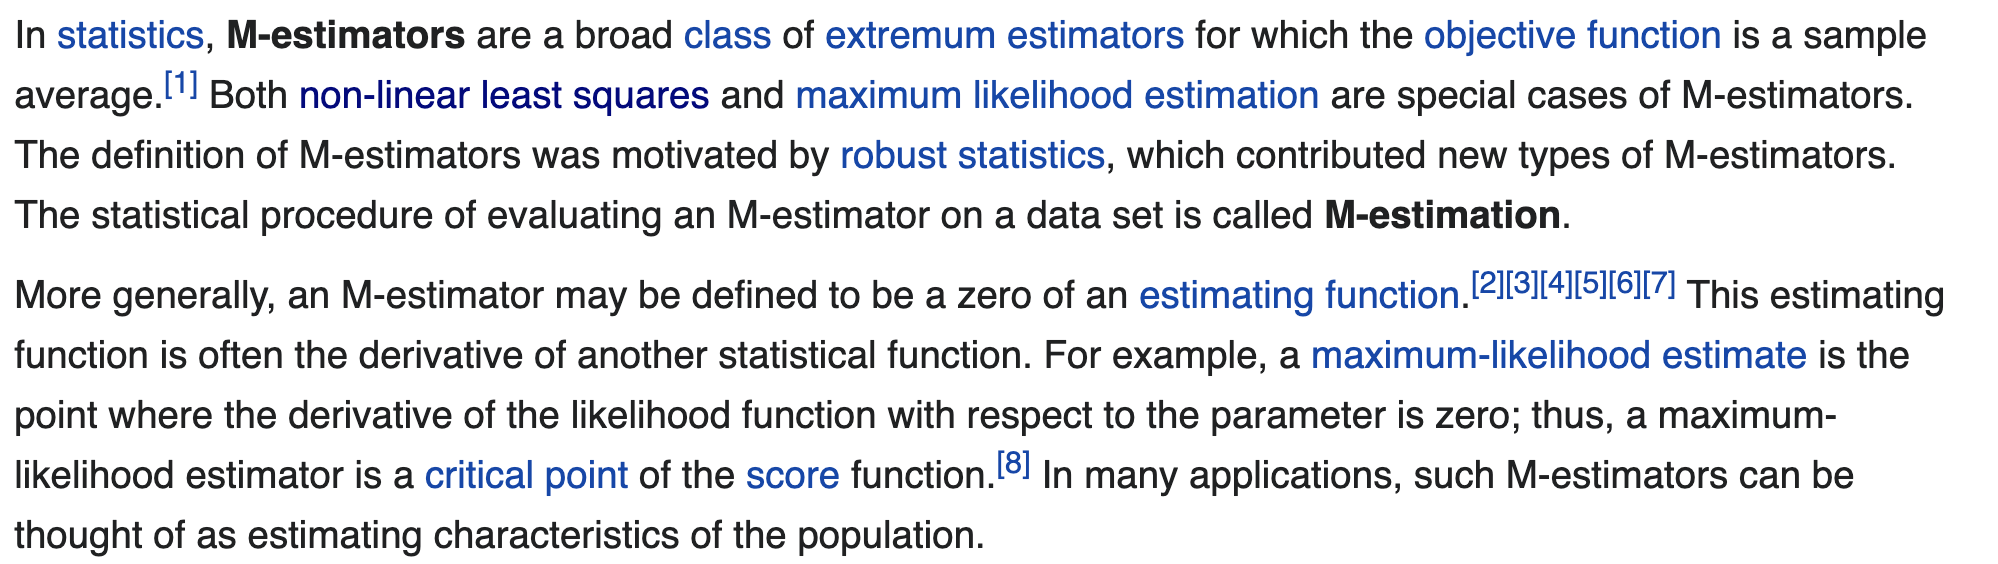 In statistics, M-estimators are a broad class of extremum estimators for which the objective function is a sample
average.[1] Both non-linear least squares and maximum likelihood estimation are special cases of M-estimators.
The definition of M-estimators was motivated by robust statistics, which contributed new types of M-estimators.
The statistical procedure of evaluating an M-estimator on a data set is called M-estimation.
More generally, an M-estimator may be defined to be a zero of an estimating function.[2][3][4][5][6][7] This estimating
function is often the derivative of another statistical function. For example, a maximum-likelihood estimate is the
point where the derivative of the likelihood function with respect to the parameter is zero; thus, a maximum-
likelihood estimator is a critical point of the score function.[8] In many applications, such M-estimators can be
thought of as estimating characteristics of the population.